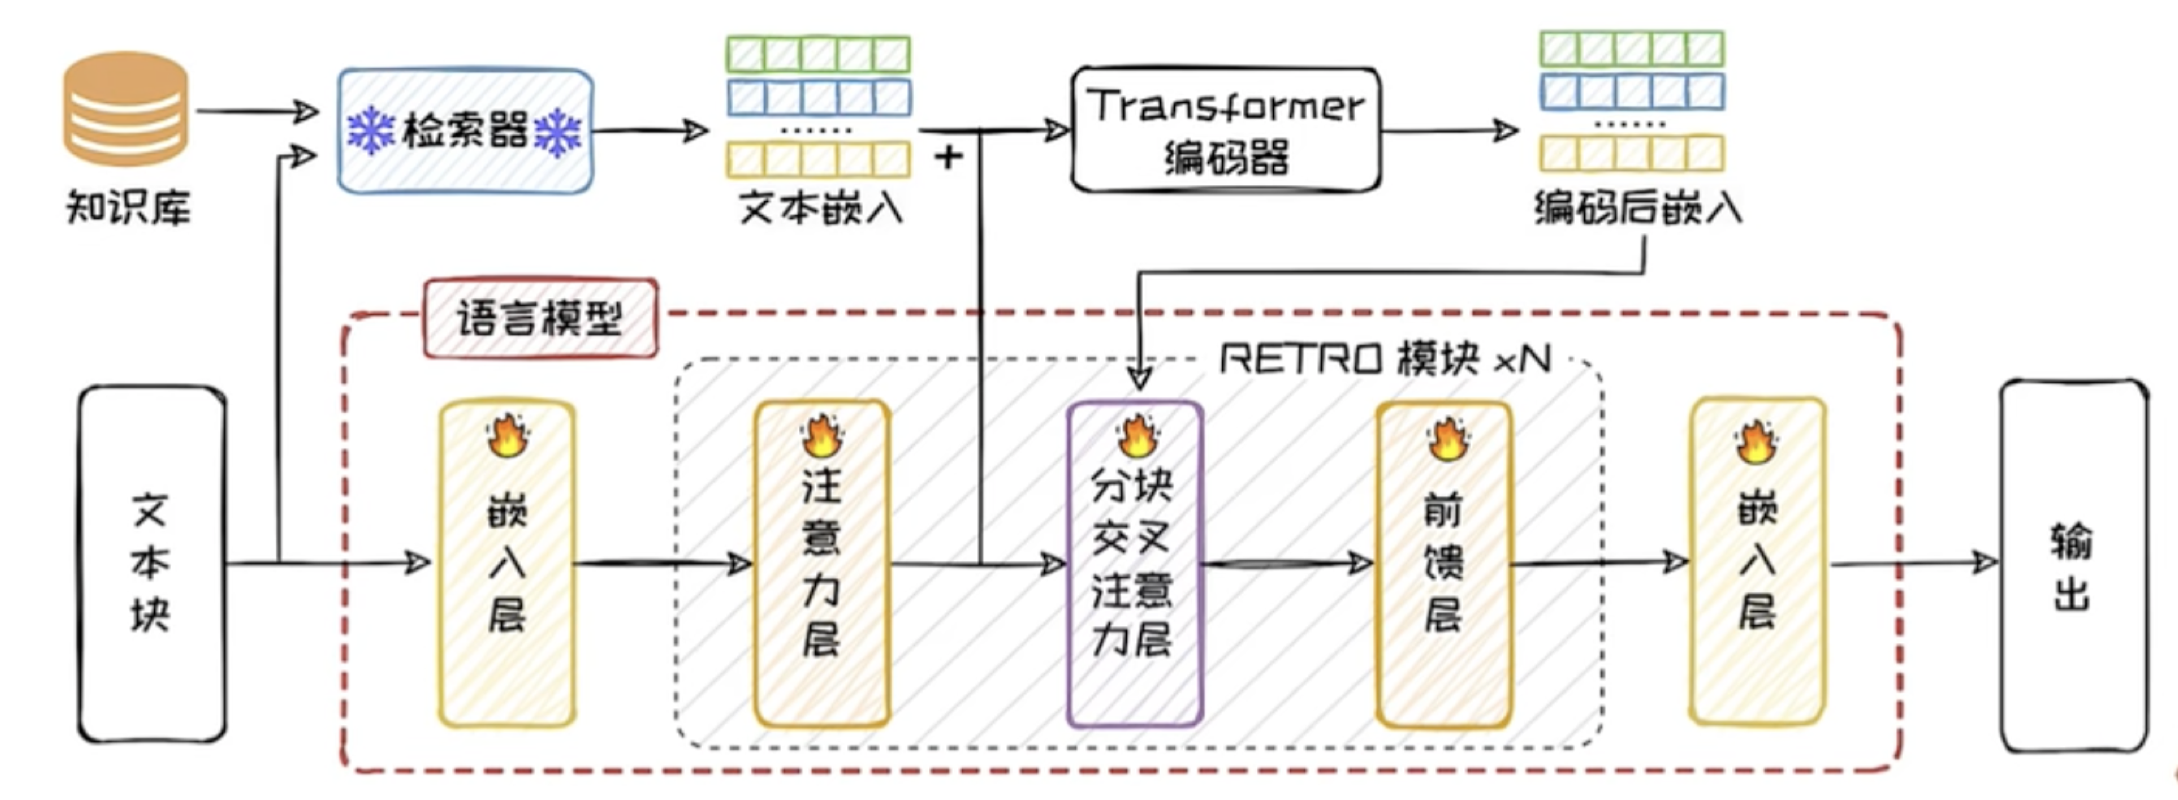 知识库
检索器
······
文本嵌入
+
Transformer
编码器
······
编码后嵌入
语言模型
RETRO 模块 xN
文
本
块
嵌
入
层
注
意
力
层
分块
交叉
注意
力层
前
馈
层
嵌
入
层
输
出